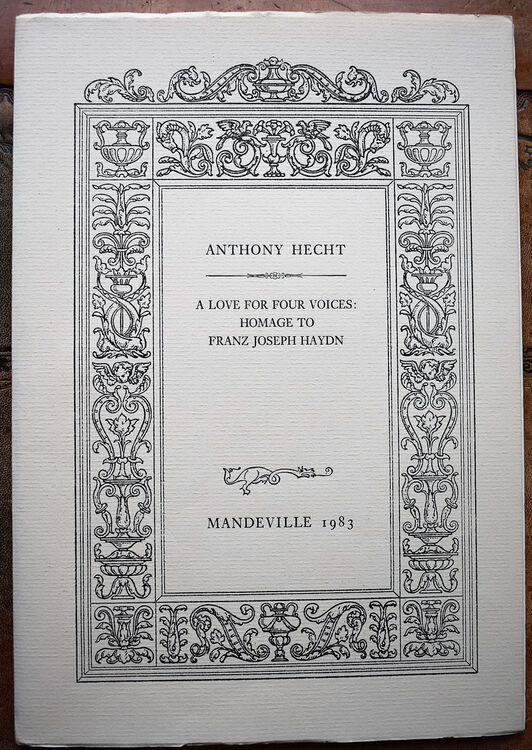 ANTHONY HECHT
A LOVE FOR FOUR VOICES:
HOMAGE TO
FRANZ JOSEPH HAYDN
MANDEVILLE 1983